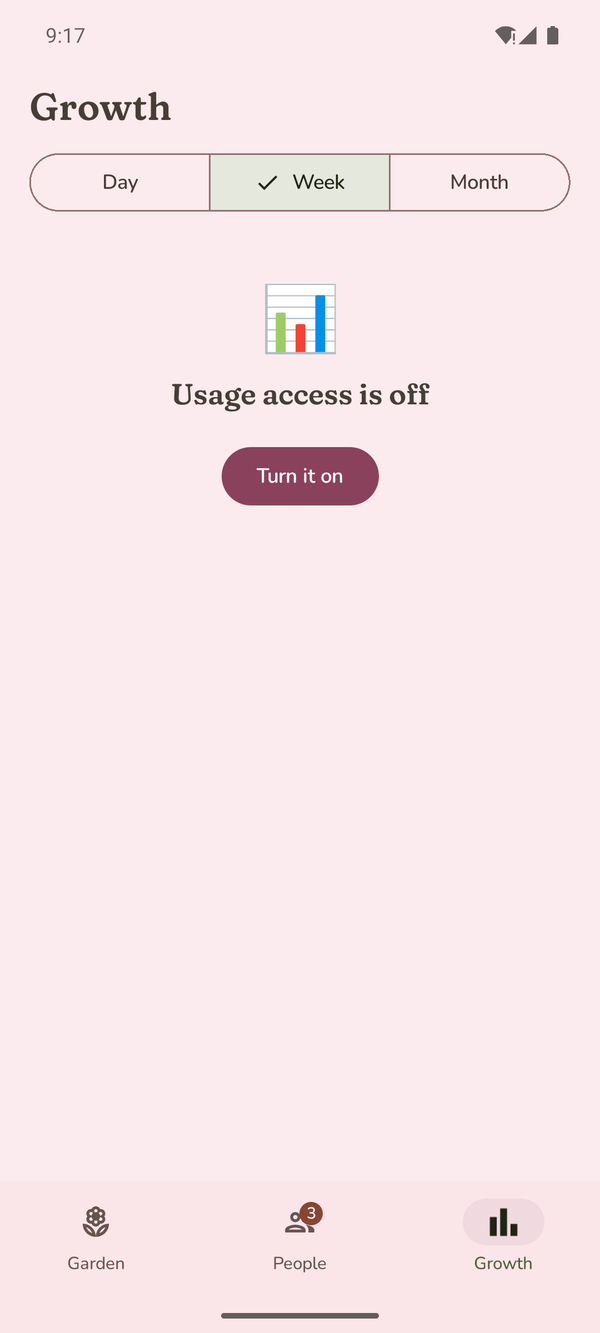 9:17
Growth
Day
Week
Month
Usage access is off
Turn it on
3
Garden
People
Growth